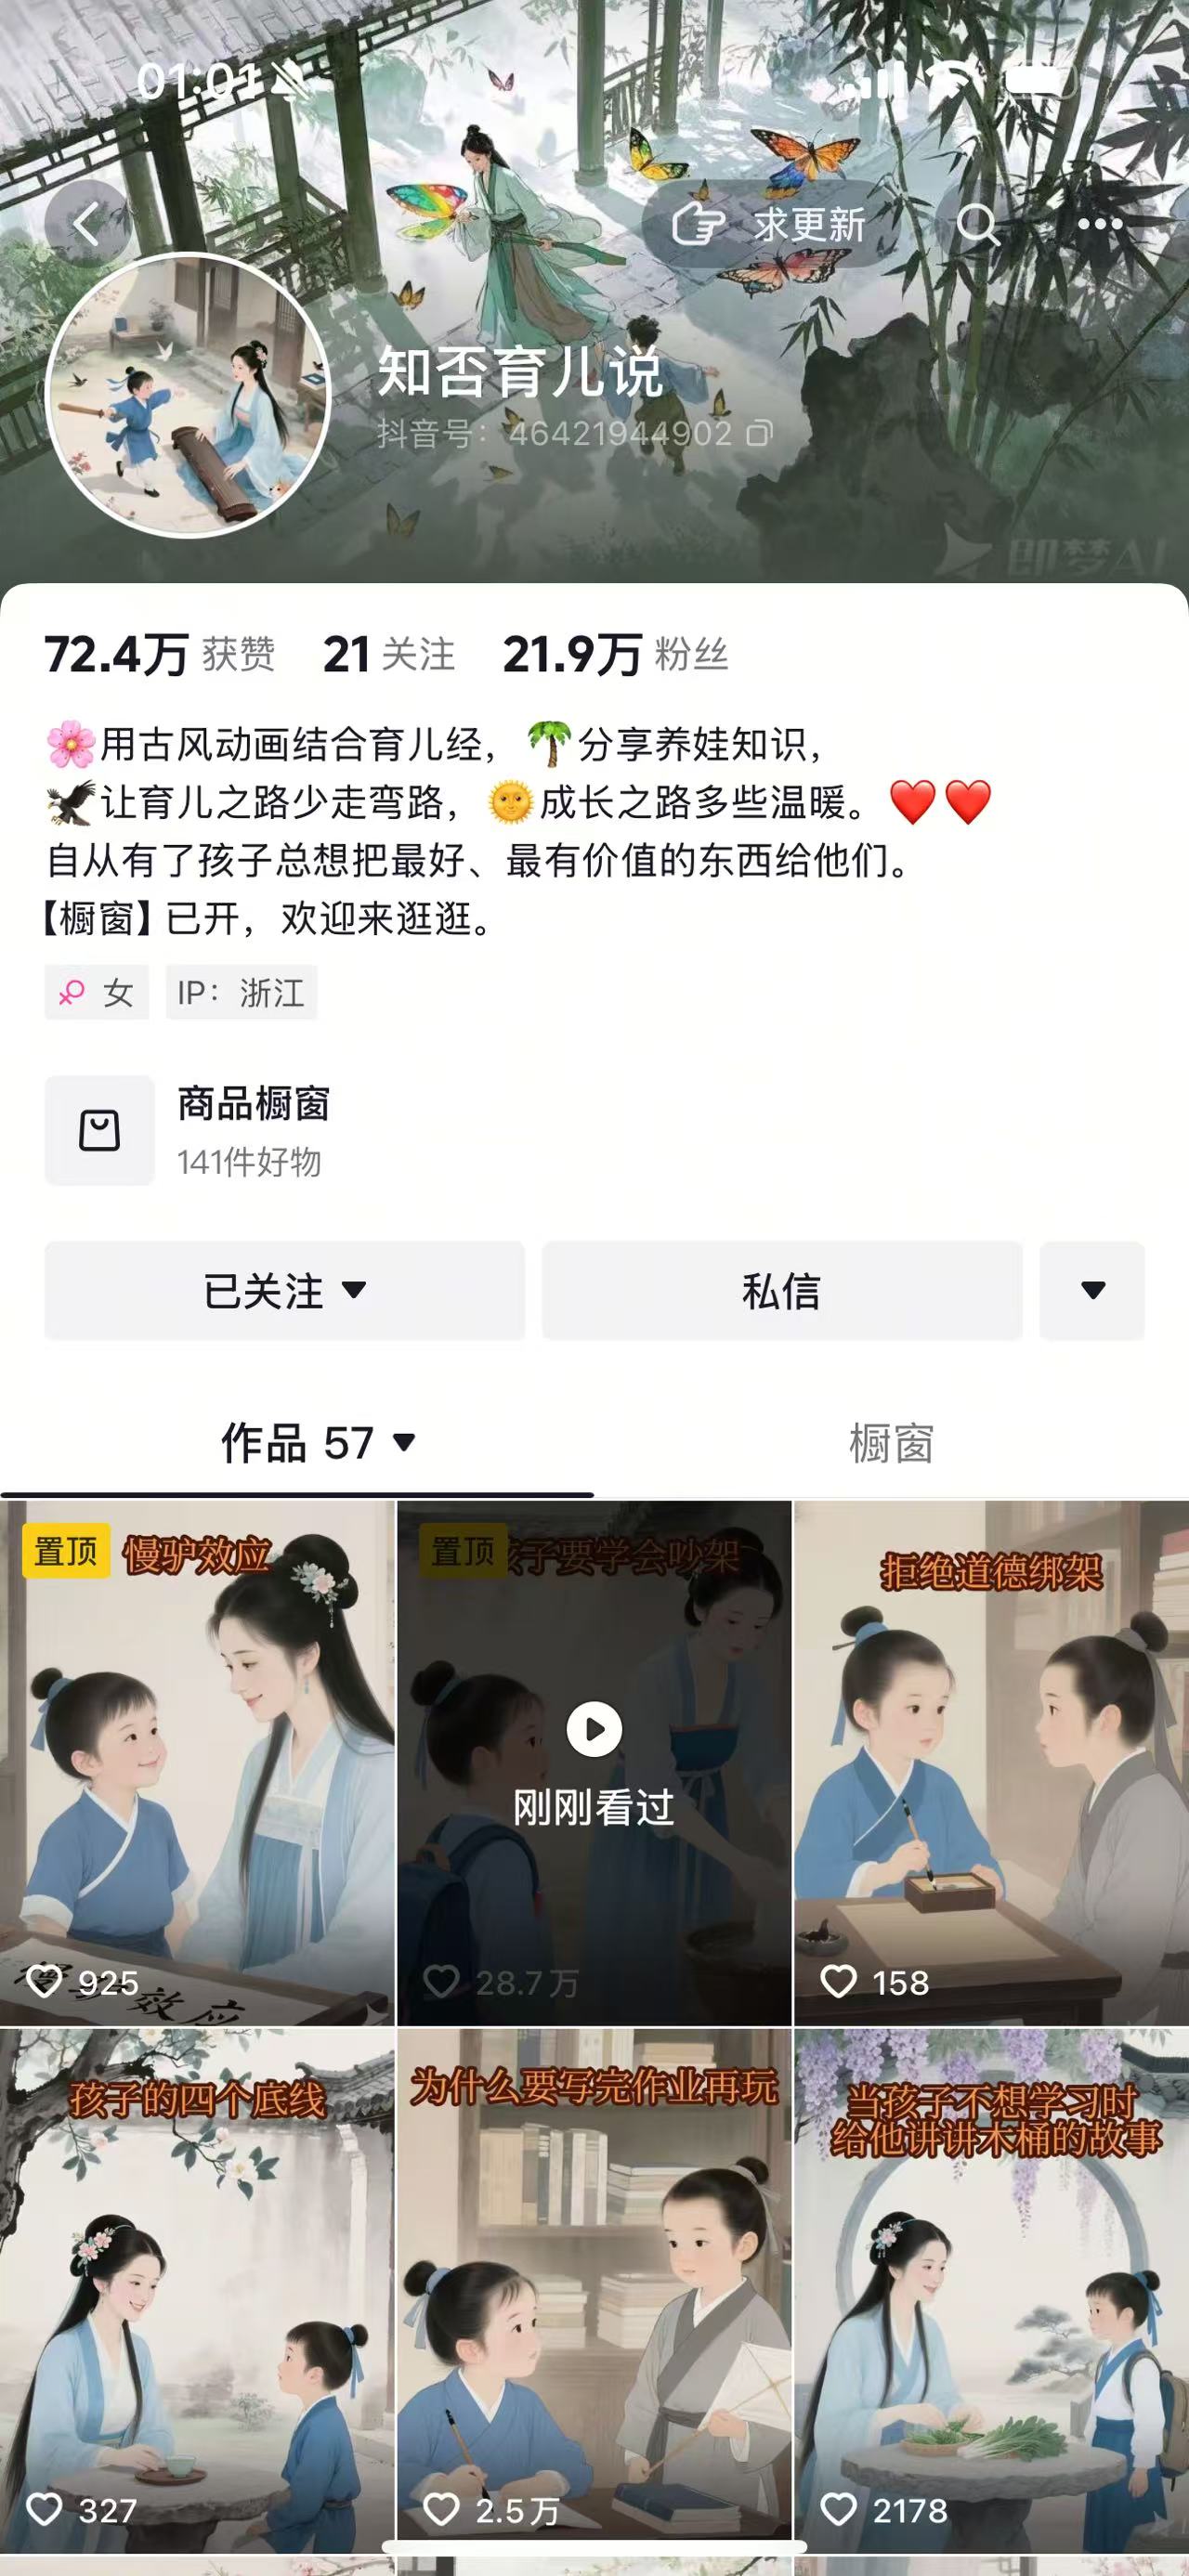 01:01
求更新
知否育儿说
抖音号：46421944902
即梦AI
72.4万 获赞 21 关注 21.9万 粉丝
🌸用古风动画结合育儿经，🌴分享养娃知识，
🦅让育儿之路少走弯路，🌞成长之路多些温暖。❤️❤️
自从有了孩子总想把最好、最有价值的东西给他们。
【橱窗】已开，欢迎来逛逛。
女 IP：浙江
商品橱窗
141件好物
已关注 私信
作品 57 橱窗
置顶 慢驴效应
置顶 孩子要学会吵架
拒绝道德绑架
刚刚看过
慢驴效应
925
28.7万
158
孩子的四个底线
为什么要写完作业再玩
当孩子不想学习时
给他讲讲木桶的故事
327
2.5万
2178